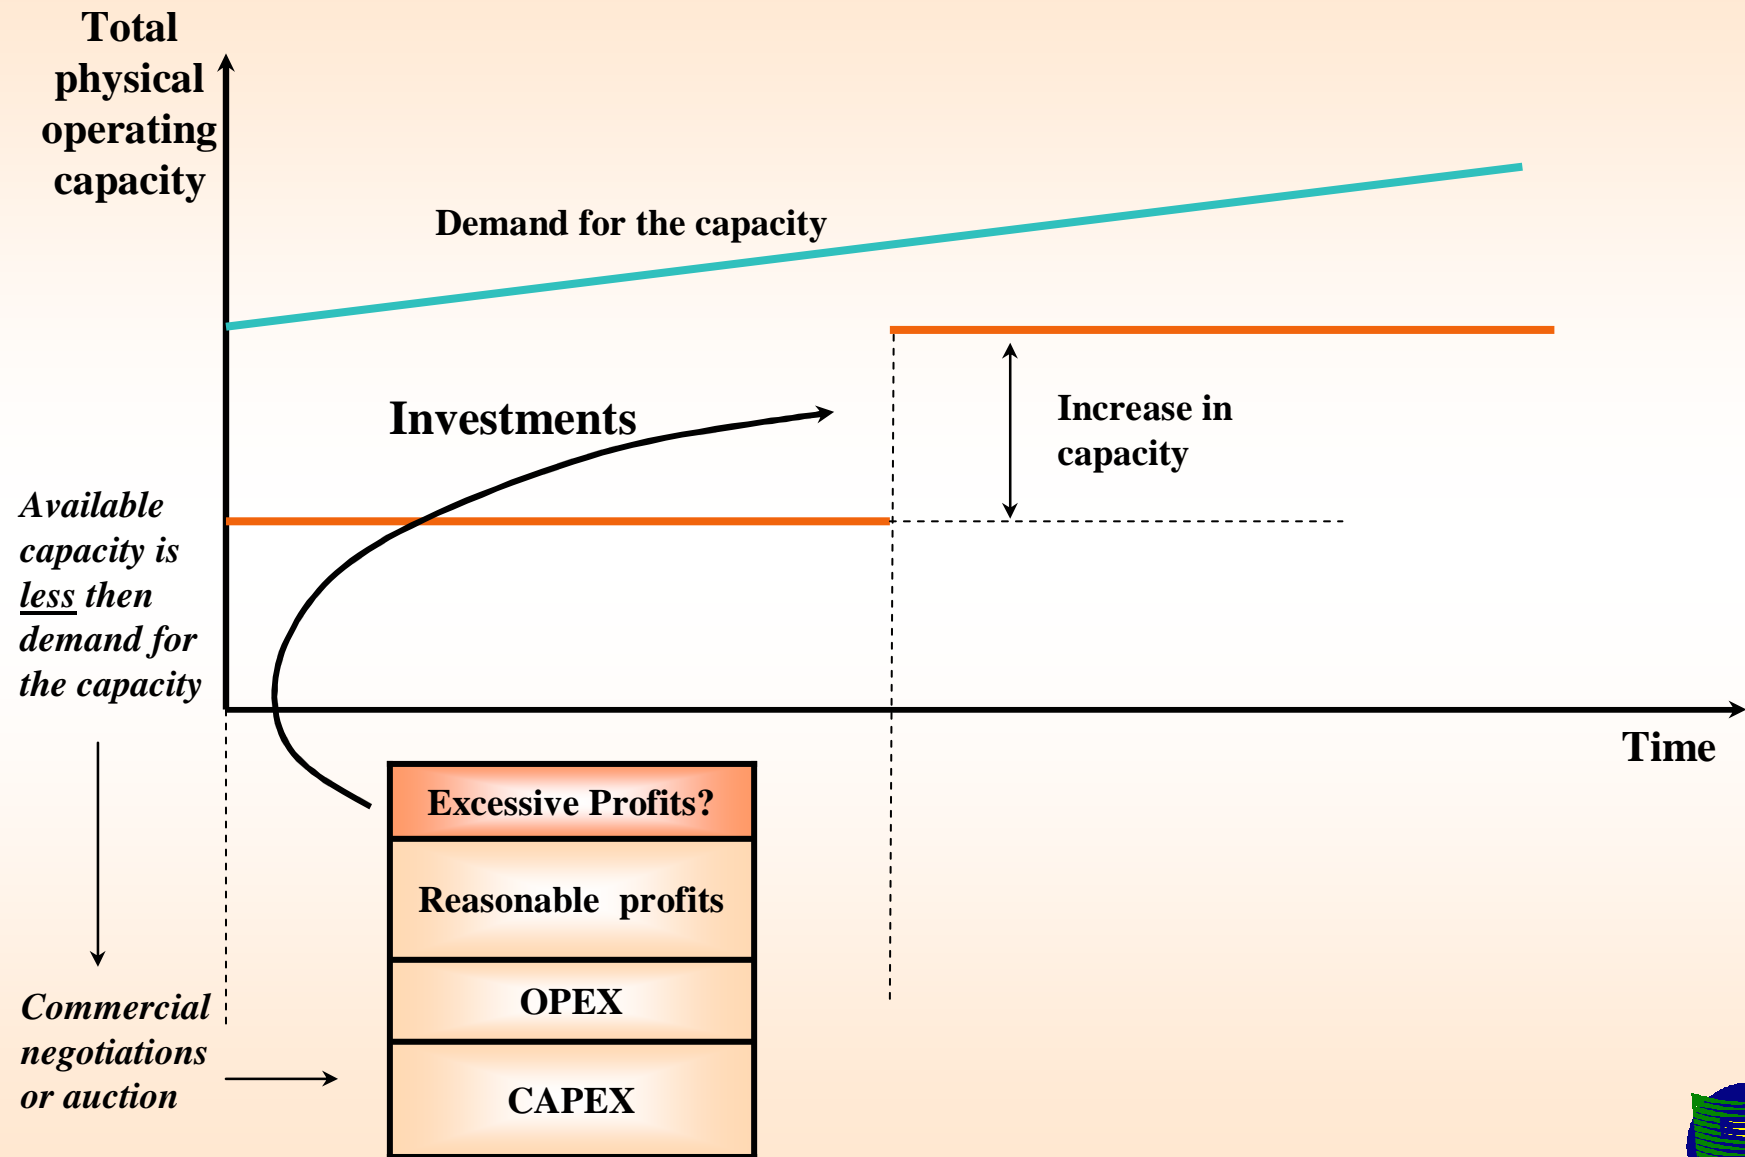 Total
physical
operating
capacity
Demand for the capacity
Investments
Increase in
capacity
Available
capacity is
less then
demand for
the capacity
Time
Excessive Profits?
Reasonable profits
OPEX
CAPEX
Commercial
negotiations
or auction